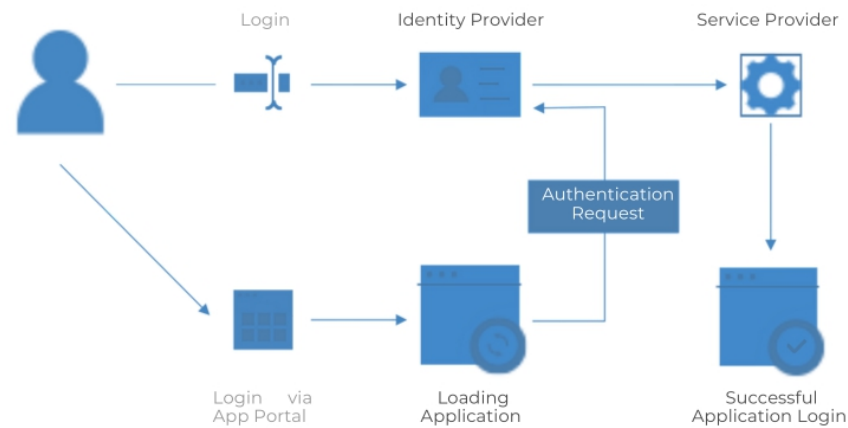 Login
Identity Provider
Service Provider
Authentication
Request
Login via
App Portal
Loading
Application
Successful
Application Login